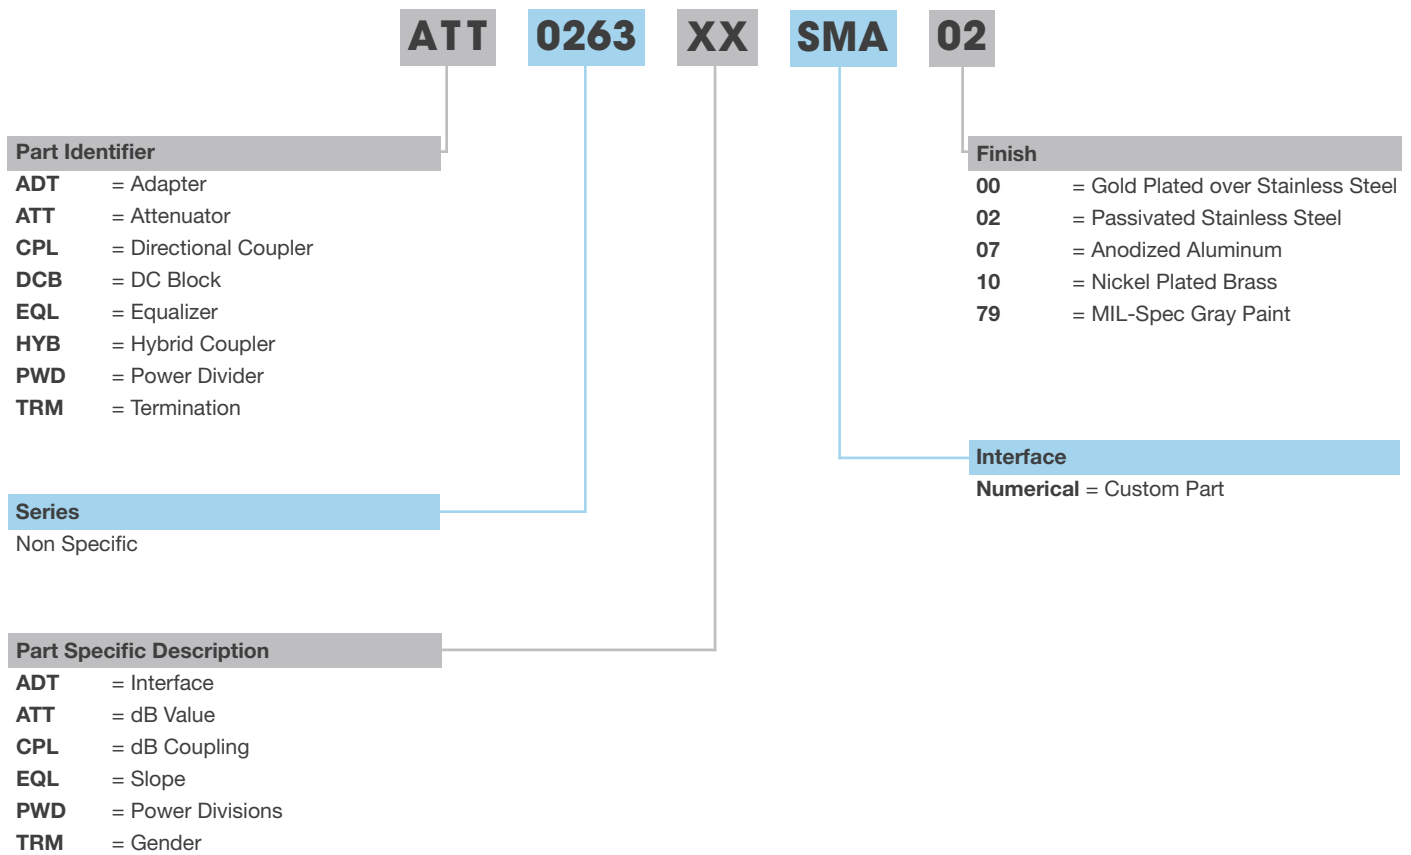 ATT 0263 XX SMA 02
Part Identifier
ADT = Adapter
ATT = Attenuator
CPL = Directional Coupler
DCB = DC Block
EQL = Equalizer
HYB = Hybrid Coupler
PWD = Power Divider
TRM = Termination
Series
Non Specific
Part Specific Description
ADT = Interface
ATT = dB Value
CPL = dB Coupling
EQL = Slope
PWD = Power Divisions
TRM = Gender
Finish
00 = Gold Plated over Stainless Steel
02 = Passivated Stainless Steel
07 = Anodized Aluminum
10 = Nickel Plated Brass
79 = MIL-Spec Gray Paint
Interface
Numerical = Custom Part